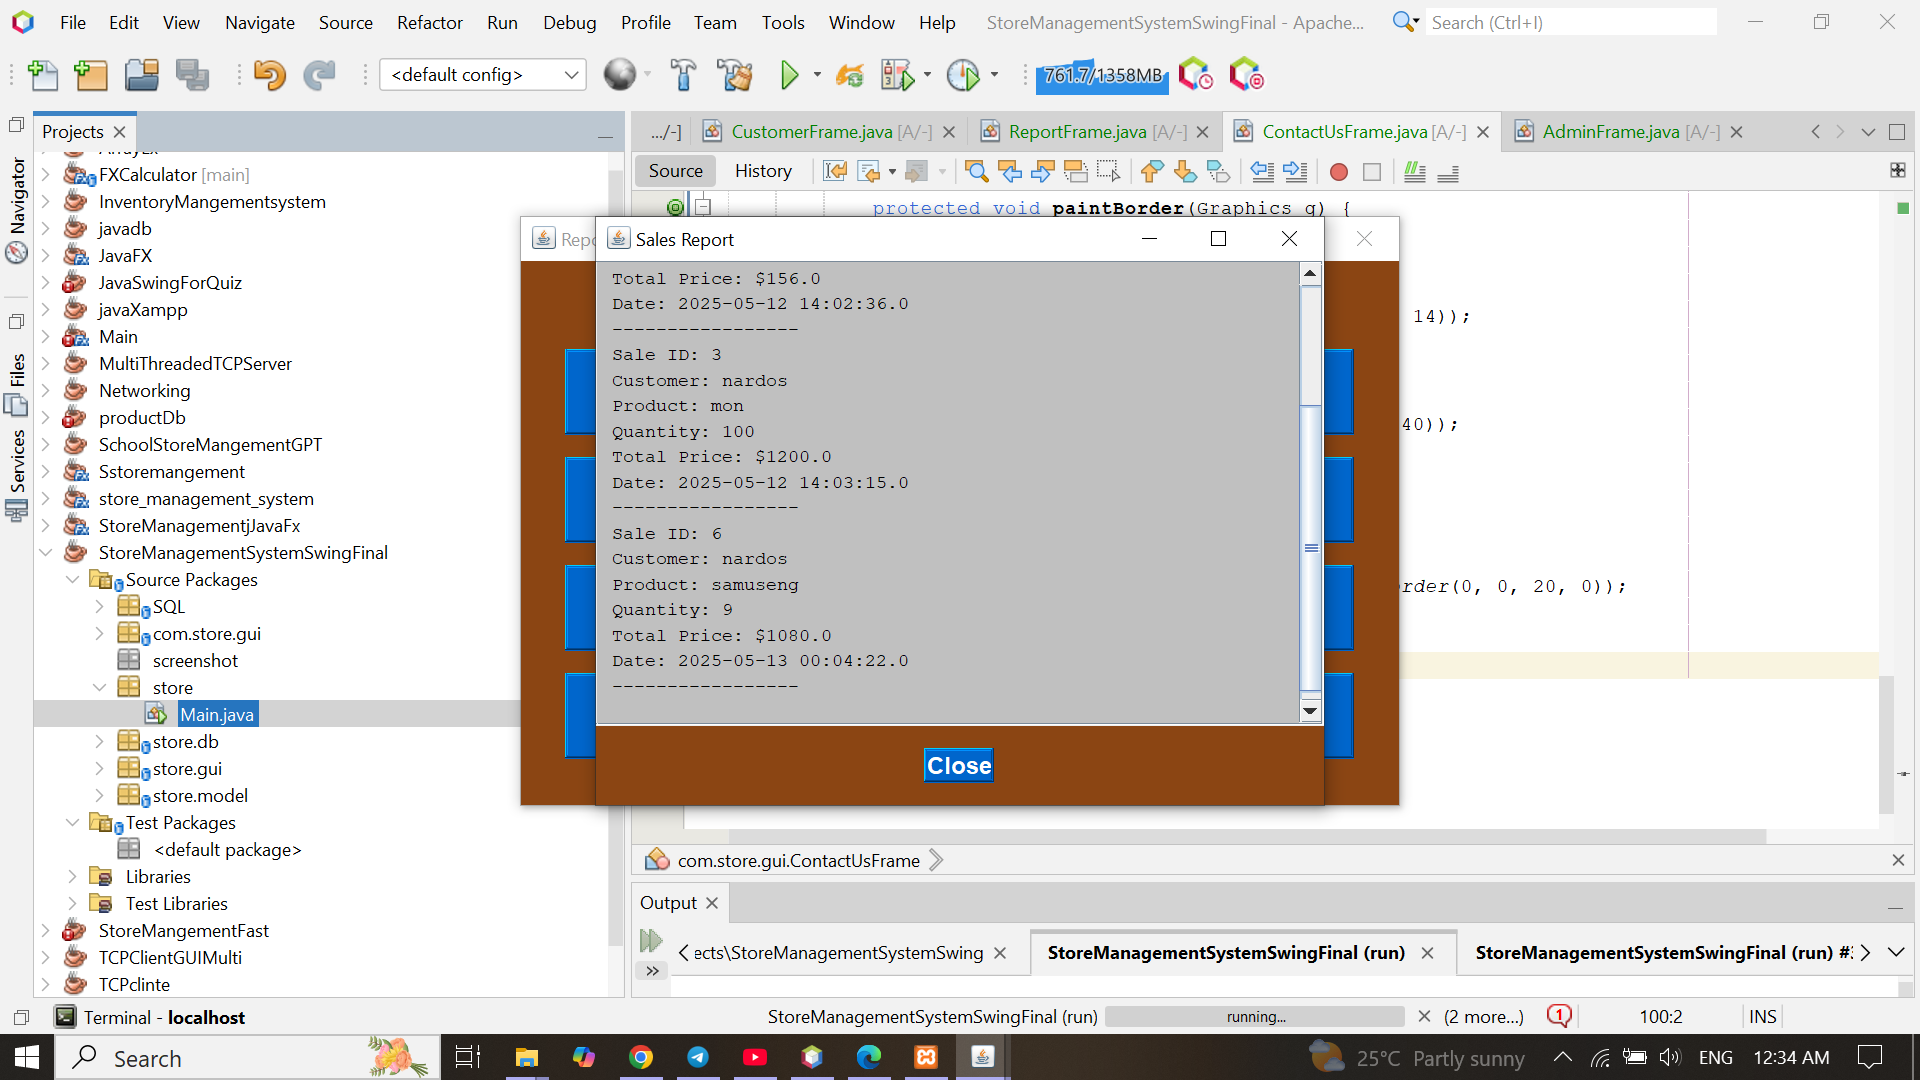 File Edit View Navigate Source Refactor Run Debug Profile Team Tools Window Help StoreManagementSystemSwingFinal - Apache... Search (Ctrl+I)
<default config> 761.7/1358MB
Projects
.../-] CustomerFrame.java [A/-] ReportFrame.java [A/-] ContactUsFrame.java [A/-] AdminFrame.java [A/-]
Source History
Navigator
Files
Services
FXCalculator [main]
InventoryMangementsystem
javadb
JavaFX
JavaSwingForQuiz
javaXampp
Main
MultiThreadedTCPServer
Networking
productDb
SchoolStoreMangementGPT
Sstoremangement
store_management_system
StoreManagementjJavaFx
StoreManagementSystemSwingFinal
Source Packages
SQL
com.store.gui
screenshot
store
Main.java
store.db
store.gui
store.model
Test Packages
<default package>
Libraries
Test Libraries
StoreMangementFast
TCPClientGUIMulti
TCPclinte
protected void paintBorder(Graphics g) {
14));
40));
rder(0, 0, 20, 0));
Repo
Sales Report
Total Price: $156.0
Date: 2025-05-12 14:02:36.0
-----------------
Sale ID: 3
Customer: nardos
Product: mon
Quantity: 100
Total Price: $1200.0
Date: 2025-05-12 14:03:15.0
-----------------
Sale ID: 6
Customer: nardos
Product: samuseng
Quantity: 9
Total Price: $1080.0
Date: 2025-05-13 00:04:22.0
-----------------
Close
com.store.gui.ContactUsFrame
Output
ects\StoreManagementSystemSwing StoreManagementSystemSwingFinal (run) StoreManagementSystemSwingFinal (run) #
Terminal - localhost StoreManagementSystemSwingFinal (run) running... (2 more...) 1 100:2 INS
Search 25°C Partly sunny ENG 12:34 AM